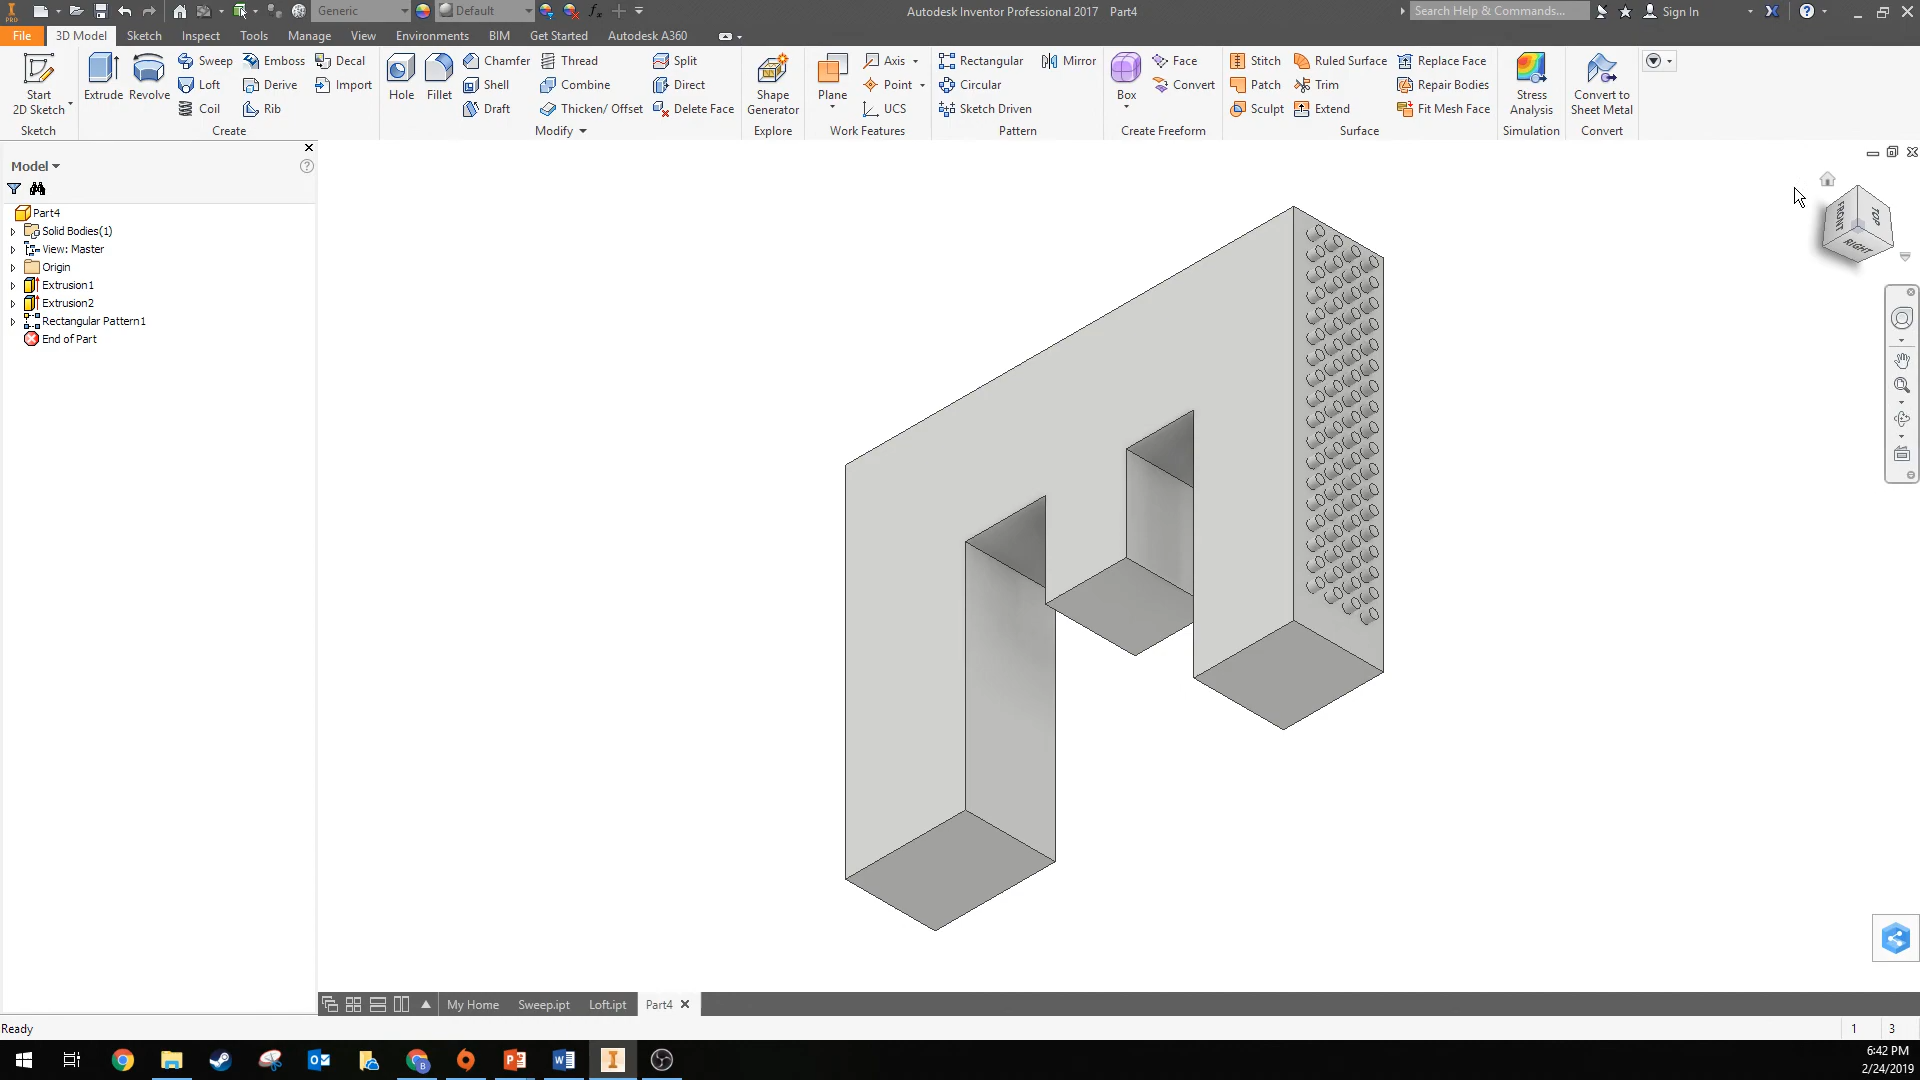 PRO
Generic
Default
fx
Autodesk Inventor Professional 2017 Part4
Search Help & Commands...
Sign In
File 3D Model Sketch Inspect Tools Manage View Environments BIM Get Started Autodesk A360
Start
2D Sketch
Sketch
Extrude
Revolve
Sweep Emboss Decal
Loft Derive Import
Coil Rib
Create
Hole
Fillet
Chamfer Thread Split
Shell Combine Direct
Draft Thicken/ Offset Delete Face
Modify
Shape
Generator
Explore
Plane
Axis
Point
UCS
Work Features
Rectangular Mirror
Circular
Sketch Driven
Pattern
Box
Face
Convert
Create Freeform
Stitch Ruled Surface Replace Face
Patch Trim Repair Bodies
Sculpt Extend Fit Mesh Face
Surface
Stress
Analysis
Simulation
Convert to
Sheet Metal
Convert
Model
Part4
Solid Bodies(1)
View: Master
Origin
Extrusion1
Extrusion2
Rectangular Pattern1
End of Part
FRONT
TOP
RIGHT
My Home Sweep.ipt Loft.ipt Part4
Ready
1 3
6:42 PM
2/24/2019